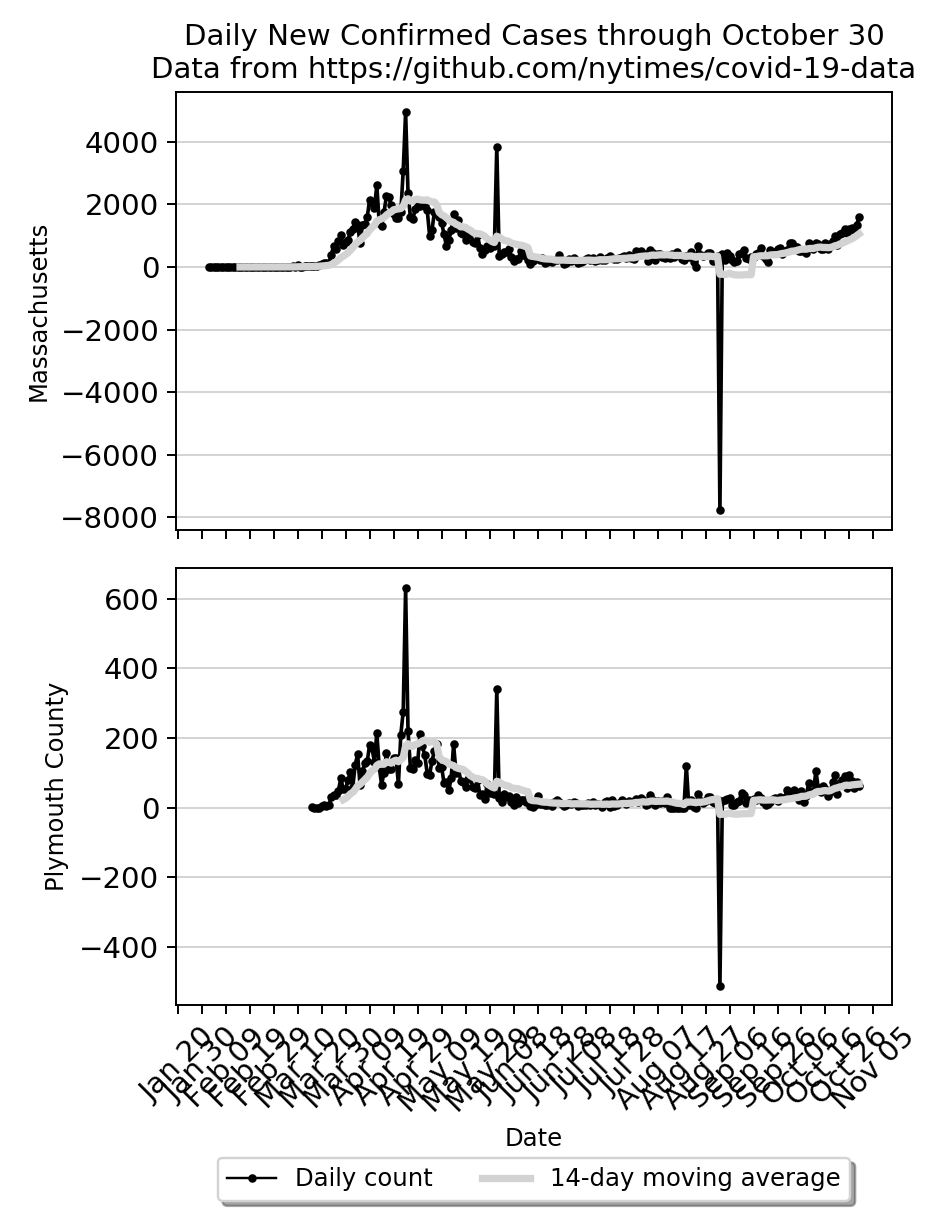 Daily New Confirmed Cases through October 30
Data from https://github.com/nytimes/covid-19-data
4000
2000
0
−2000
−4000
−6000
−8000
Massachusetts
600
400
200
0
−200
−400
Plymouth County
Jan 20
Jan 30
Feb 09
Feb 19
Feb 29
Mar 10
Mar 20
Mar 30
Apr 09
Apr 19
Apr 29
May 09
May 19
May 29
Jun 08
Jun 18
Jun 28
Jul 08
Jul 18
Jul 28
Aug 07
Aug 17
Aug 27
Sep 06
Sep 16
Sep 26
Oct 06
Oct 16
Oct 26
Nov 05
Date
Daily count
14-day moving average